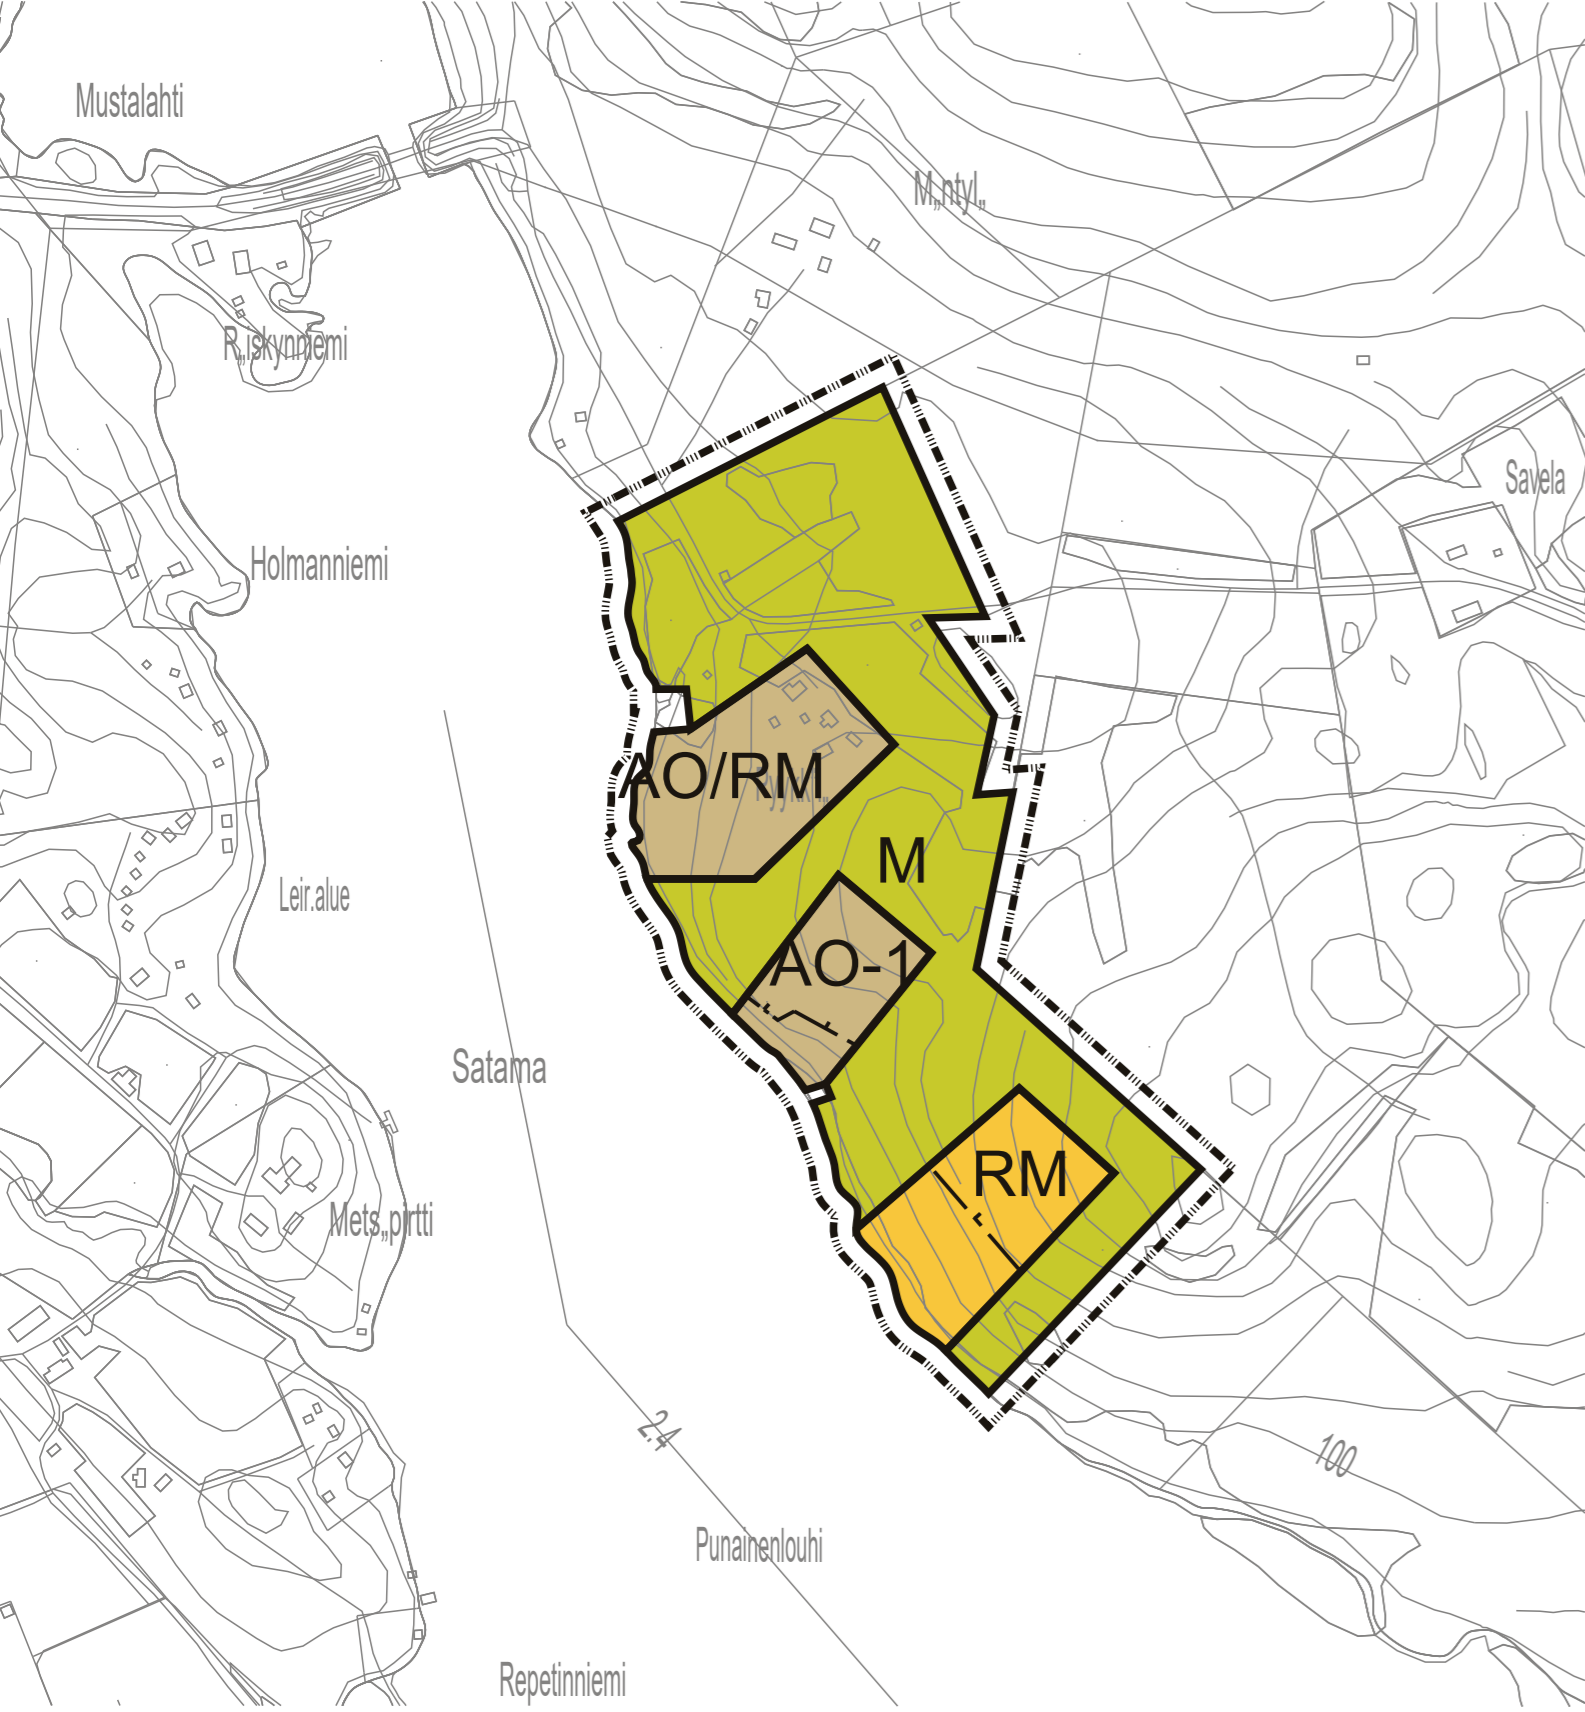 Mustalahti
M„ntyl„
R„iskynniemi
Savela
Holmanniemi
AO/RM
M
Leir.alue
AO-1
Satama
RM
Mets„pirtti
2.4
100
Punainenlouhi
Repetinniemi